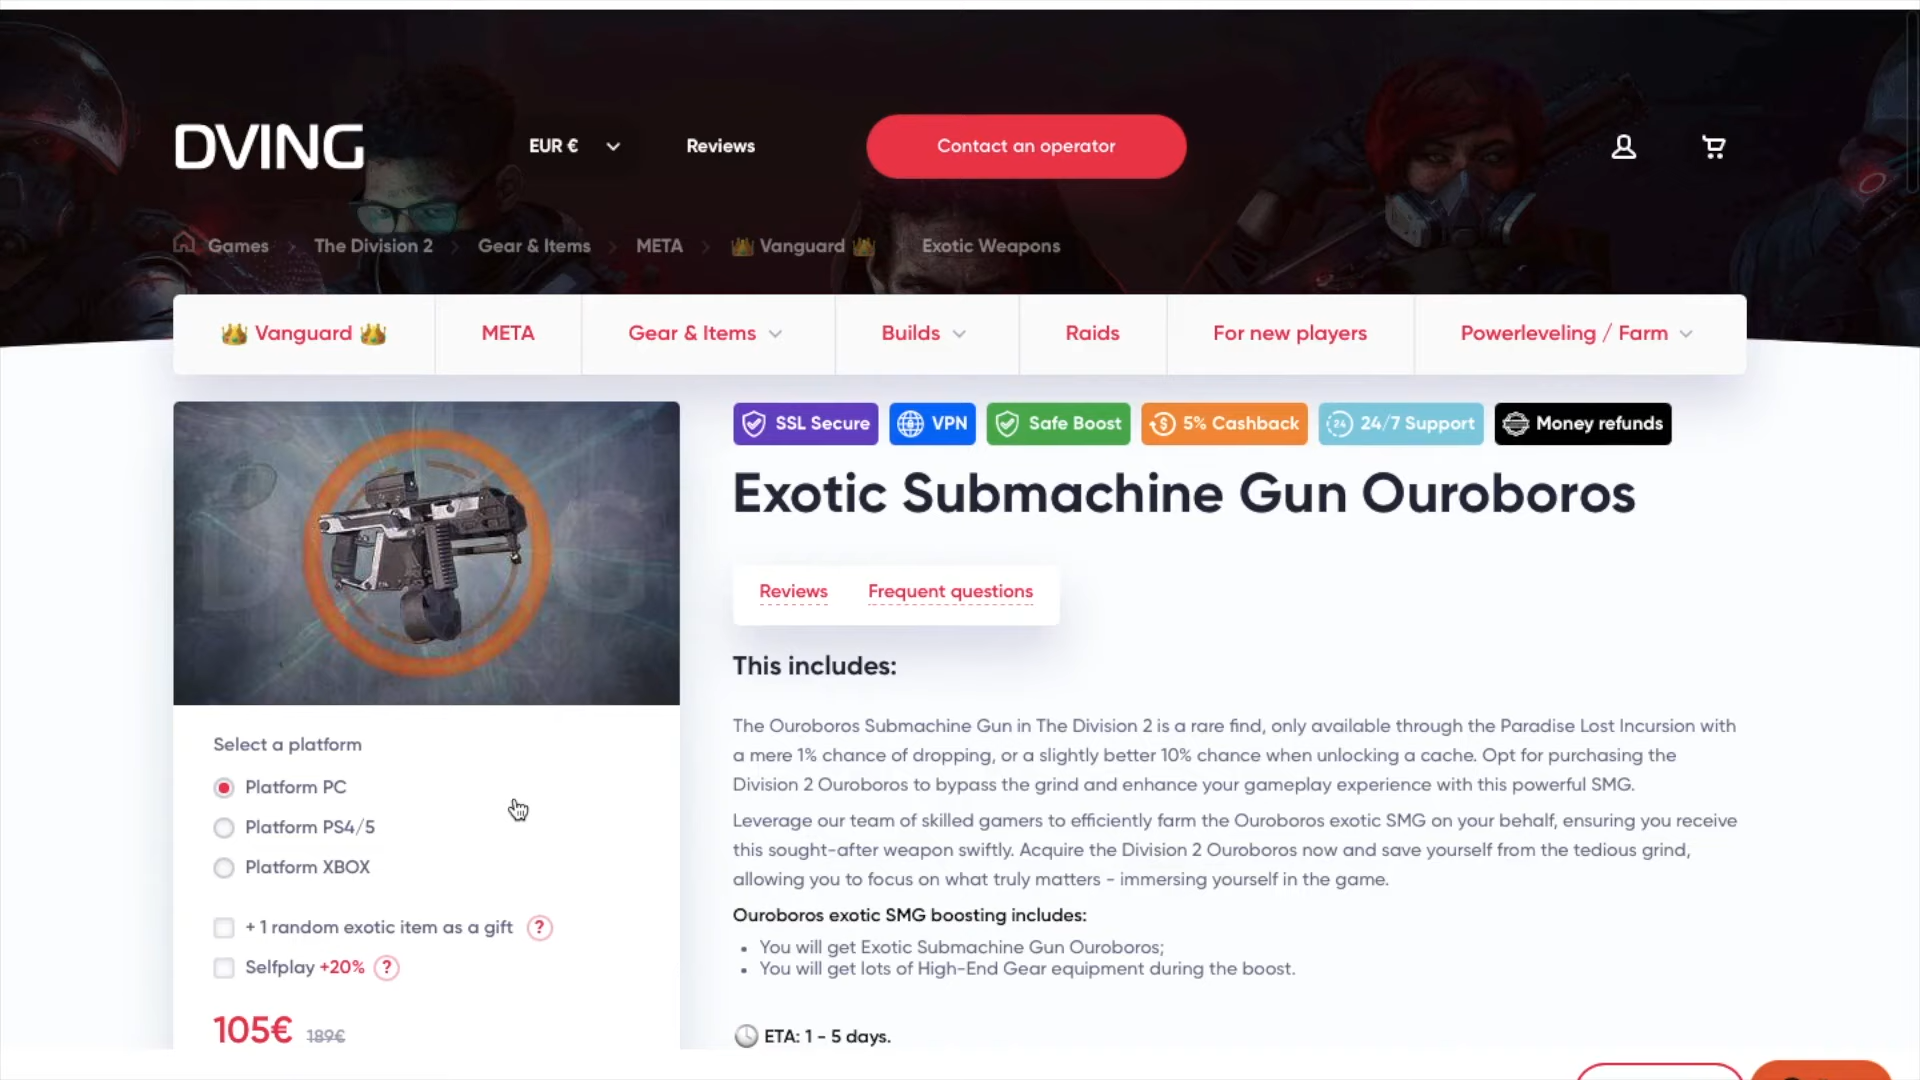 DVING
EUR €
Reviews
Contact an operator
Games
The Division 2
Gear & Items
META
Vanguard
Exotic Weapons
Vanguard
META
Gear & Items
Builds
Raids
For new players
Powerleveling / Farm
SSL Secure
VPN
Safe Boost
5% Cashback
24/7 Support
Money refunds
Exotic Submachine Gun Ouroboros
Reviews
Frequent questions
This includes:
The Ouroboros Submachine Gun in The Division 2 is a rare find, only available through the Paradise Lost Incursion with
a mere 1% chance of dropping, or a slightly better 10% chance when unlocking a cache. Opt for purchasing the
Division 2 Ouroboros to bypass the grind and enhance your gameplay experience with this powerful SMG.
Leverage our team of skilled gamers to efficiently farm the Ouroboros exotic SMG on your behalf, ensuring you receive
this sought-after weapon swiftly. Acquire the Division 2 Ouroboros now and save yourself from the tedious grind,
allowing you to focus on what truly matters - immersing yourself in the game.
Ouroboros exotic SMG boosting includes:
• You will get Exotic Submachine Gun Ouroboros;
• You will get lots of High-End Gear equipment during the boost.
ETA: 1 - 5 days.
Select a platform
Platform PC
Platform PS4/5
Platform XBOX
+ 1 random exotic item as a gift ?
Selfplay +20% ?
105€ 189€